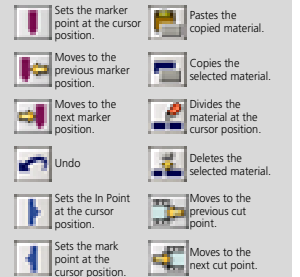 Sets the marker
point at the cursor
position.
Moves to the
previous marker
position.
Moves to the
next marker
position.
Undo
Sets the In Point
at the cursor
position.
Sets the mark
point at the
cursor position.
Pastes the
copied material.
Copies the
selected material.
Divides the
material at the
cursor position.
Deletes the
selected material.
Moves to the
previous cut
point.
Moves to the
next cut point.